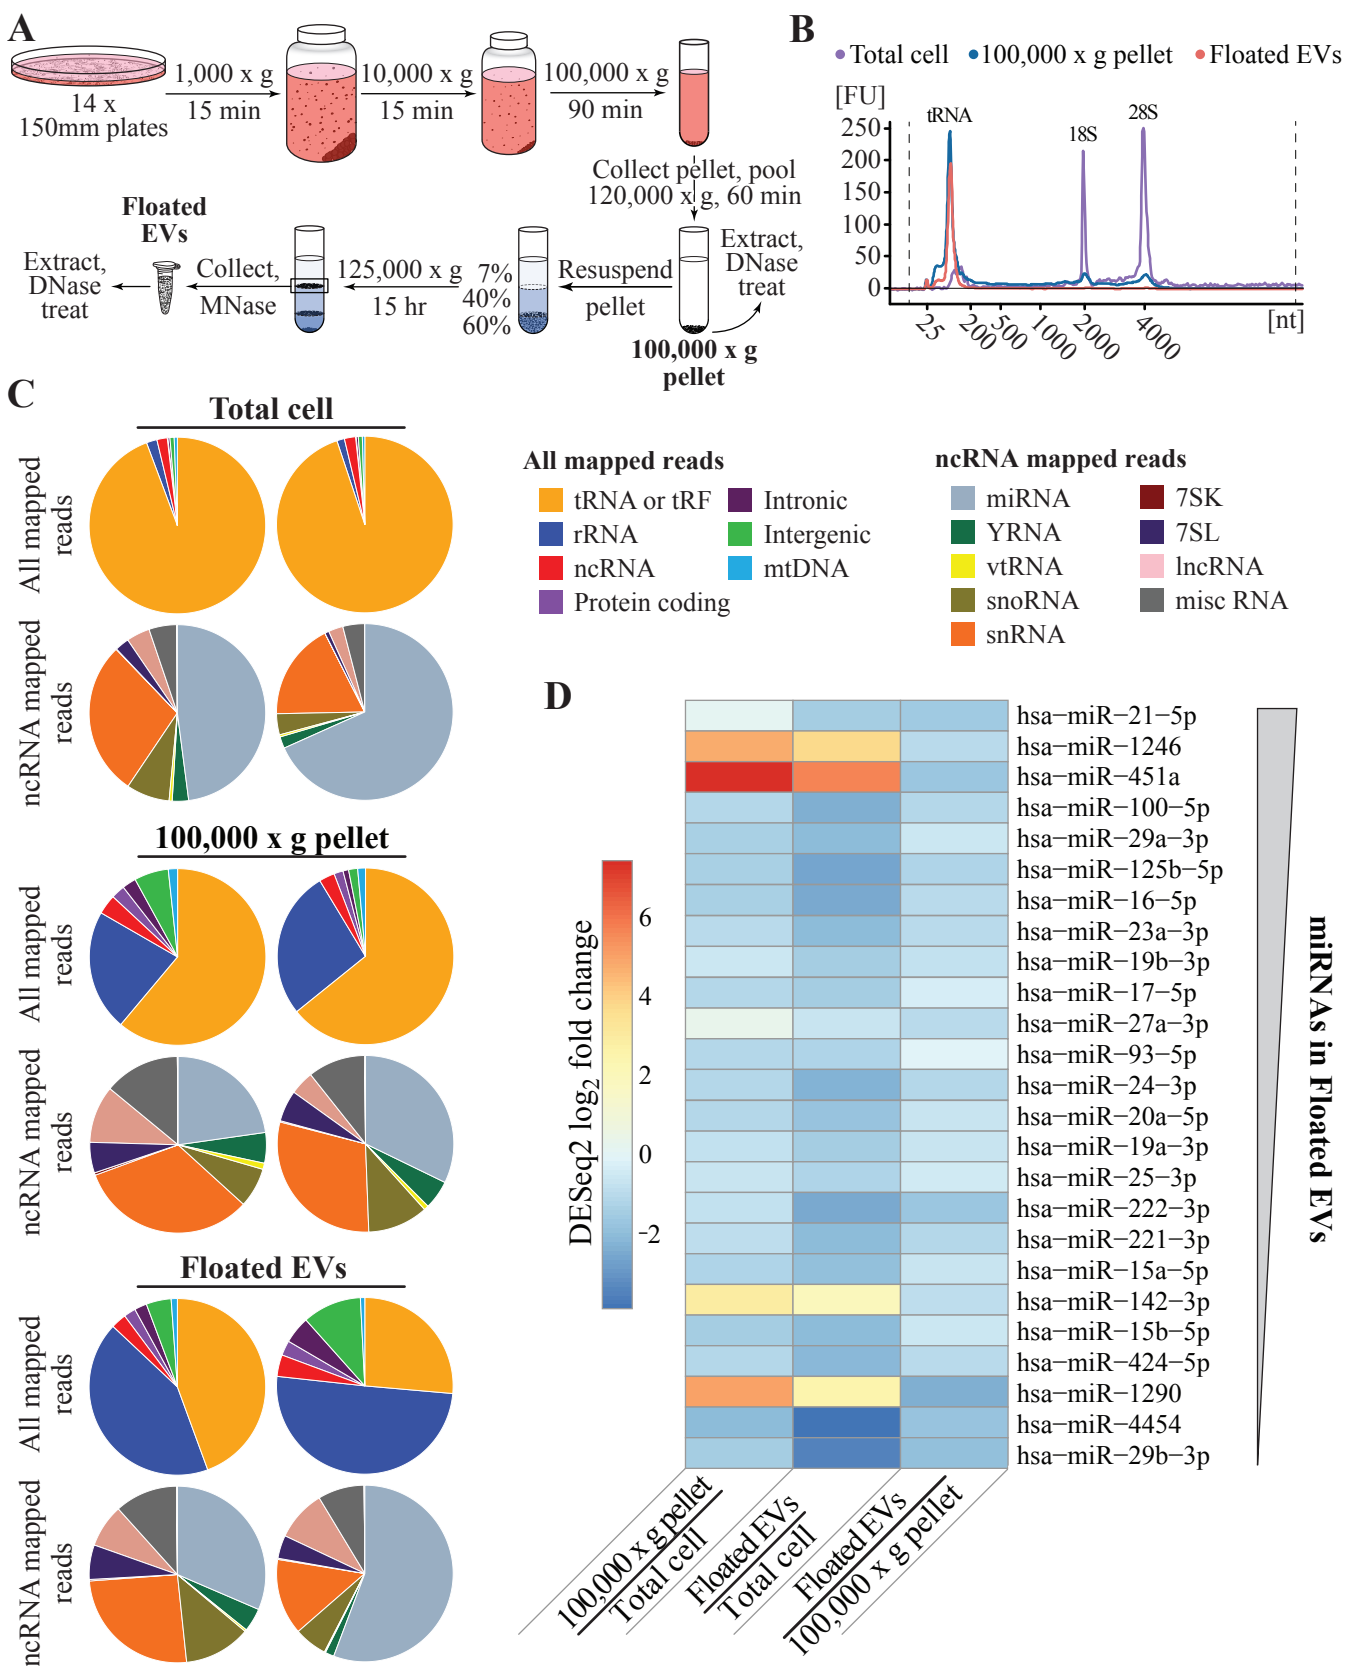 A
14 x
150mm plates
1,000 x g
15 min
10,000 x g
15 min
100,000 x g
90 min
Collect pellet, pool
120,000 x g, 60 min
Extract,
DNase
treat
100,000 x g
pellet
Resuspend
pellet
7%
40%
60%
125,000 x g
15 hr
Collect,
MNase
Floated
EVs
Extract,
DNase
treat
B
Total cell
100,000 x g pellet
Floated EVs
[FU]
250
200
150
100
50
0
tRNA
18S
28S
25
200
500
1000
2000
4000
[nt]
C
Total cell
All mapped
reads
ncRNA mapped
reads
100,000 x g pellet
All mapped
reads
ncRNA mapped
reads
Floated EVs
All mapped
reads
ncRNA mapped
reads
All mapped reads
tRNA or tRF
rRNA
ncRNA
Protein coding
Intronic
Intergenic
mtDNA
ncRNA mapped reads
miRNA
YRNA
vtRNA
snoRNA
snRNA
7SK
7SL
lncRNA
misc RNA
D
DESeq2 log2 fold change
6
4
2
0
-2
hsa−miR−21−5p
hsa−miR−1246
hsa−miR−451a
hsa−miR−100−5p
hsa−miR−29a−3p
hsa−miR−125b−5p
hsa−miR−16−5p
hsa−miR−23a−3p
hsa−miR−19b−3p
hsa−miR−17−5p
hsa−miR−27a−3p
hsa−miR−93−5p
hsa−miR−24−3p
hsa−miR−20a−5p
hsa−miR−19a−3p
hsa−miR−25−3p
hsa−miR−222−3p
hsa−miR−221−3p
hsa−miR−15a−5p
hsa−miR−142−3p
hsa−miR−15b−5p
hsa−miR−424−5p
hsa−miR−1290
hsa−miR−4454
hsa−miR−29b−3p
miRNAs in Floated EVs
100,000 x g pellet
Total cell
Floated EVs
Total cell
Floated EVs
100,000 x g pellet